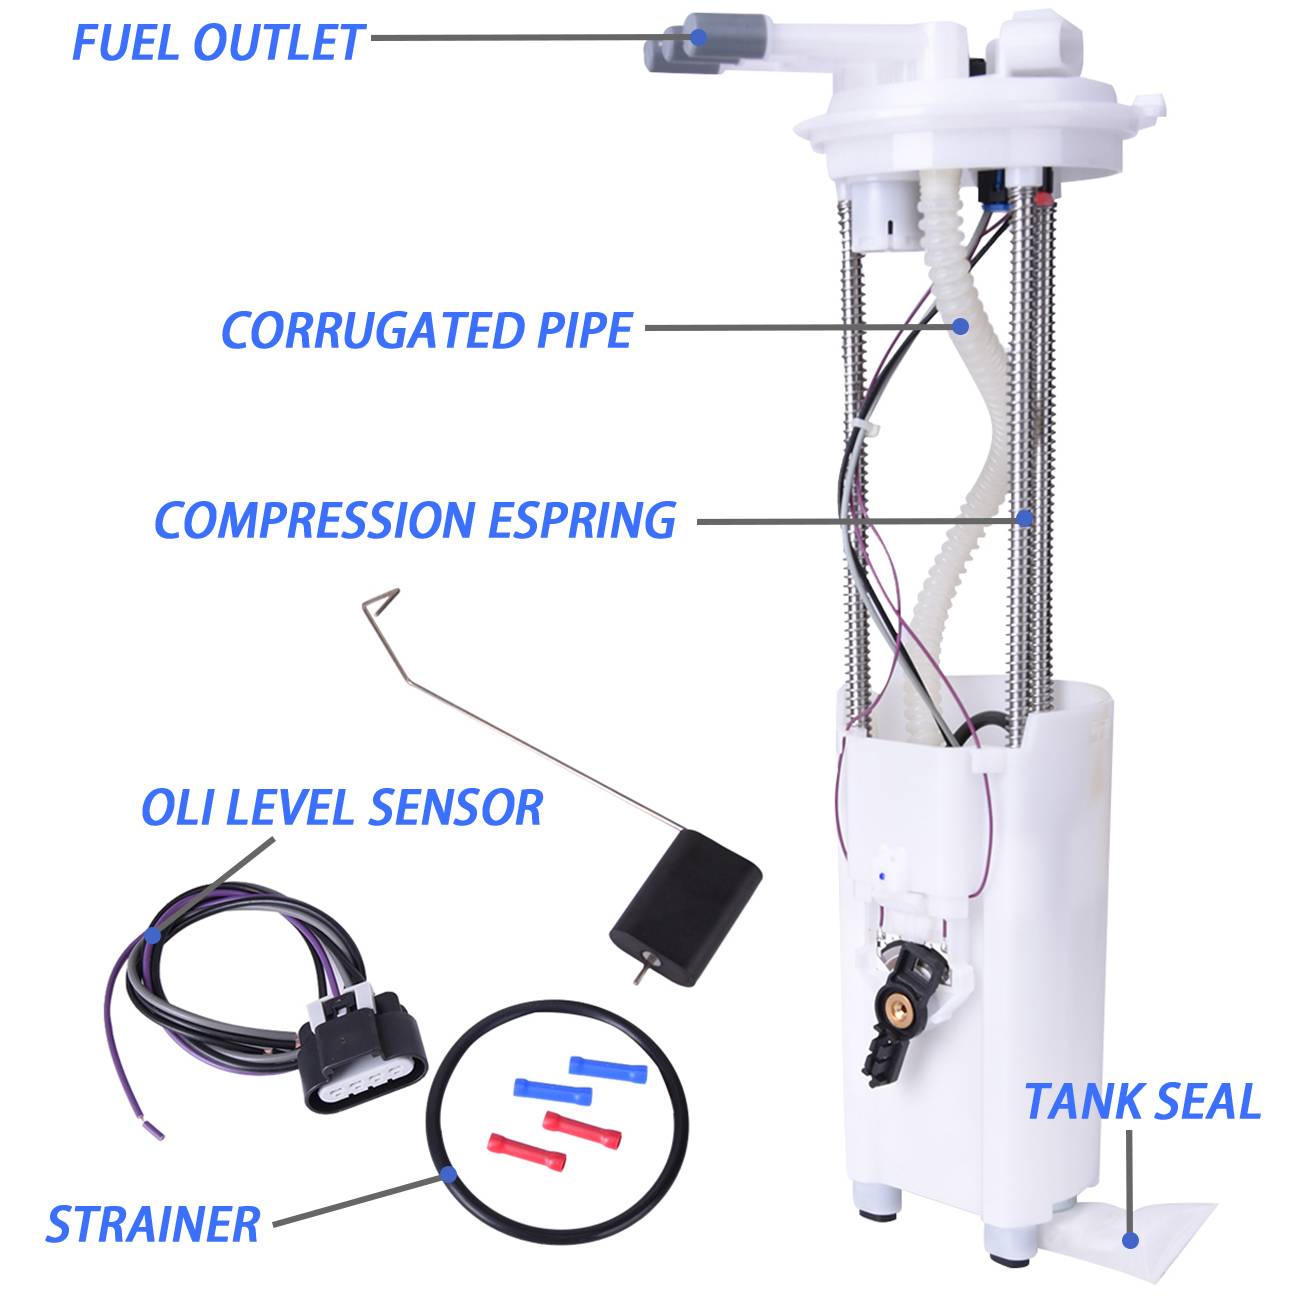 FUEL OUTLET
CORRUGATED PIPE
COMPRESSION ESPRING
OLI LEVEL SENSOR
TANK SEAL
STRAINER